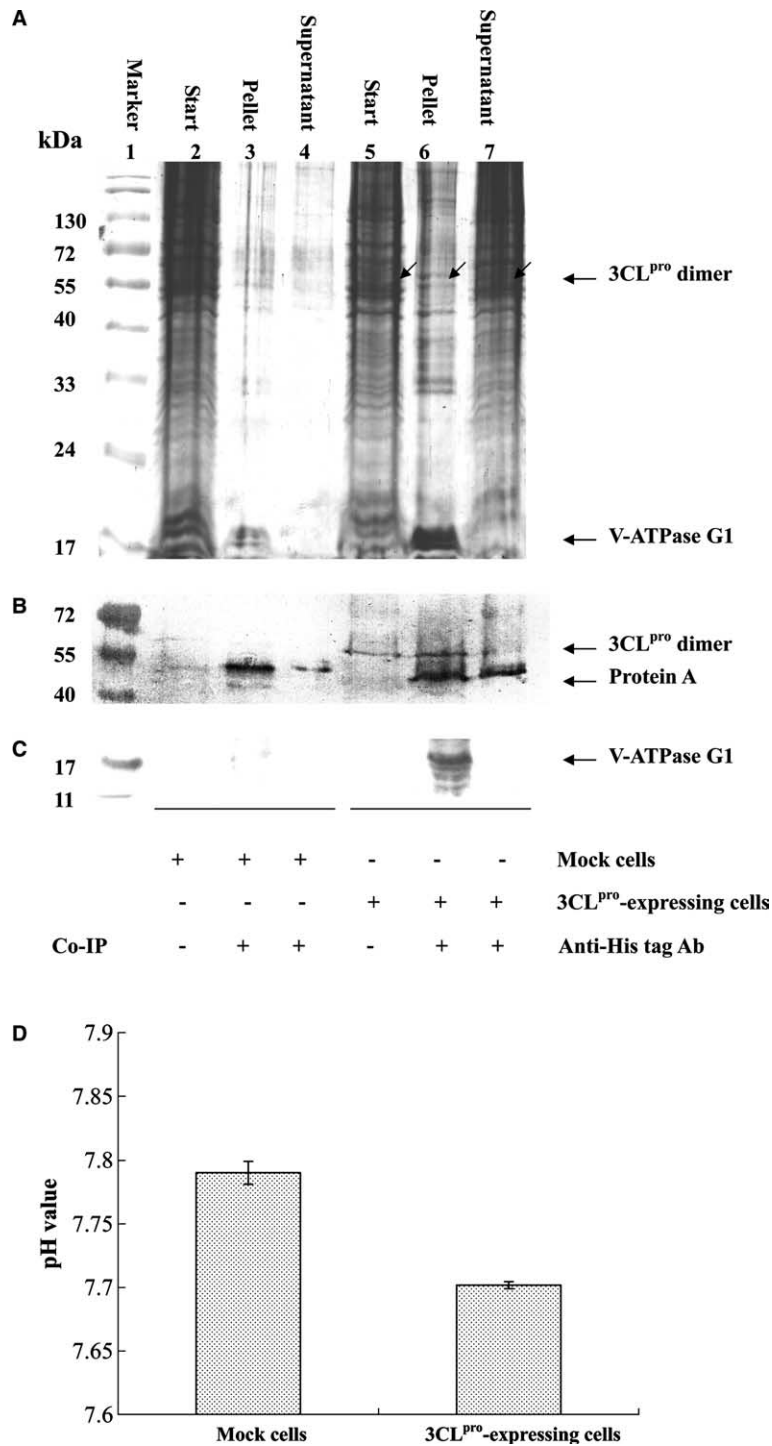 A
Marker
Start
Pellet
Supernatant
Start
Pellet
Supernatant
kDa
1 2 3 4 5 6 7
130
72
55
40
33
24
17
3CLpro dimer
V-ATPase G1
B
72
55
40
3CLpro dimer
Protein A
C
17
11
V-ATPase G1
+ + + - - - Mock cells
- - - + + + 3CLpro-expressing cells
Co-IP - + + - + + Anti-His tag Ab
D
7.9
7.85
7.8
7.75
7.7
7.65
7.6
pH value
Mock cells
3CLpro-expressing cells